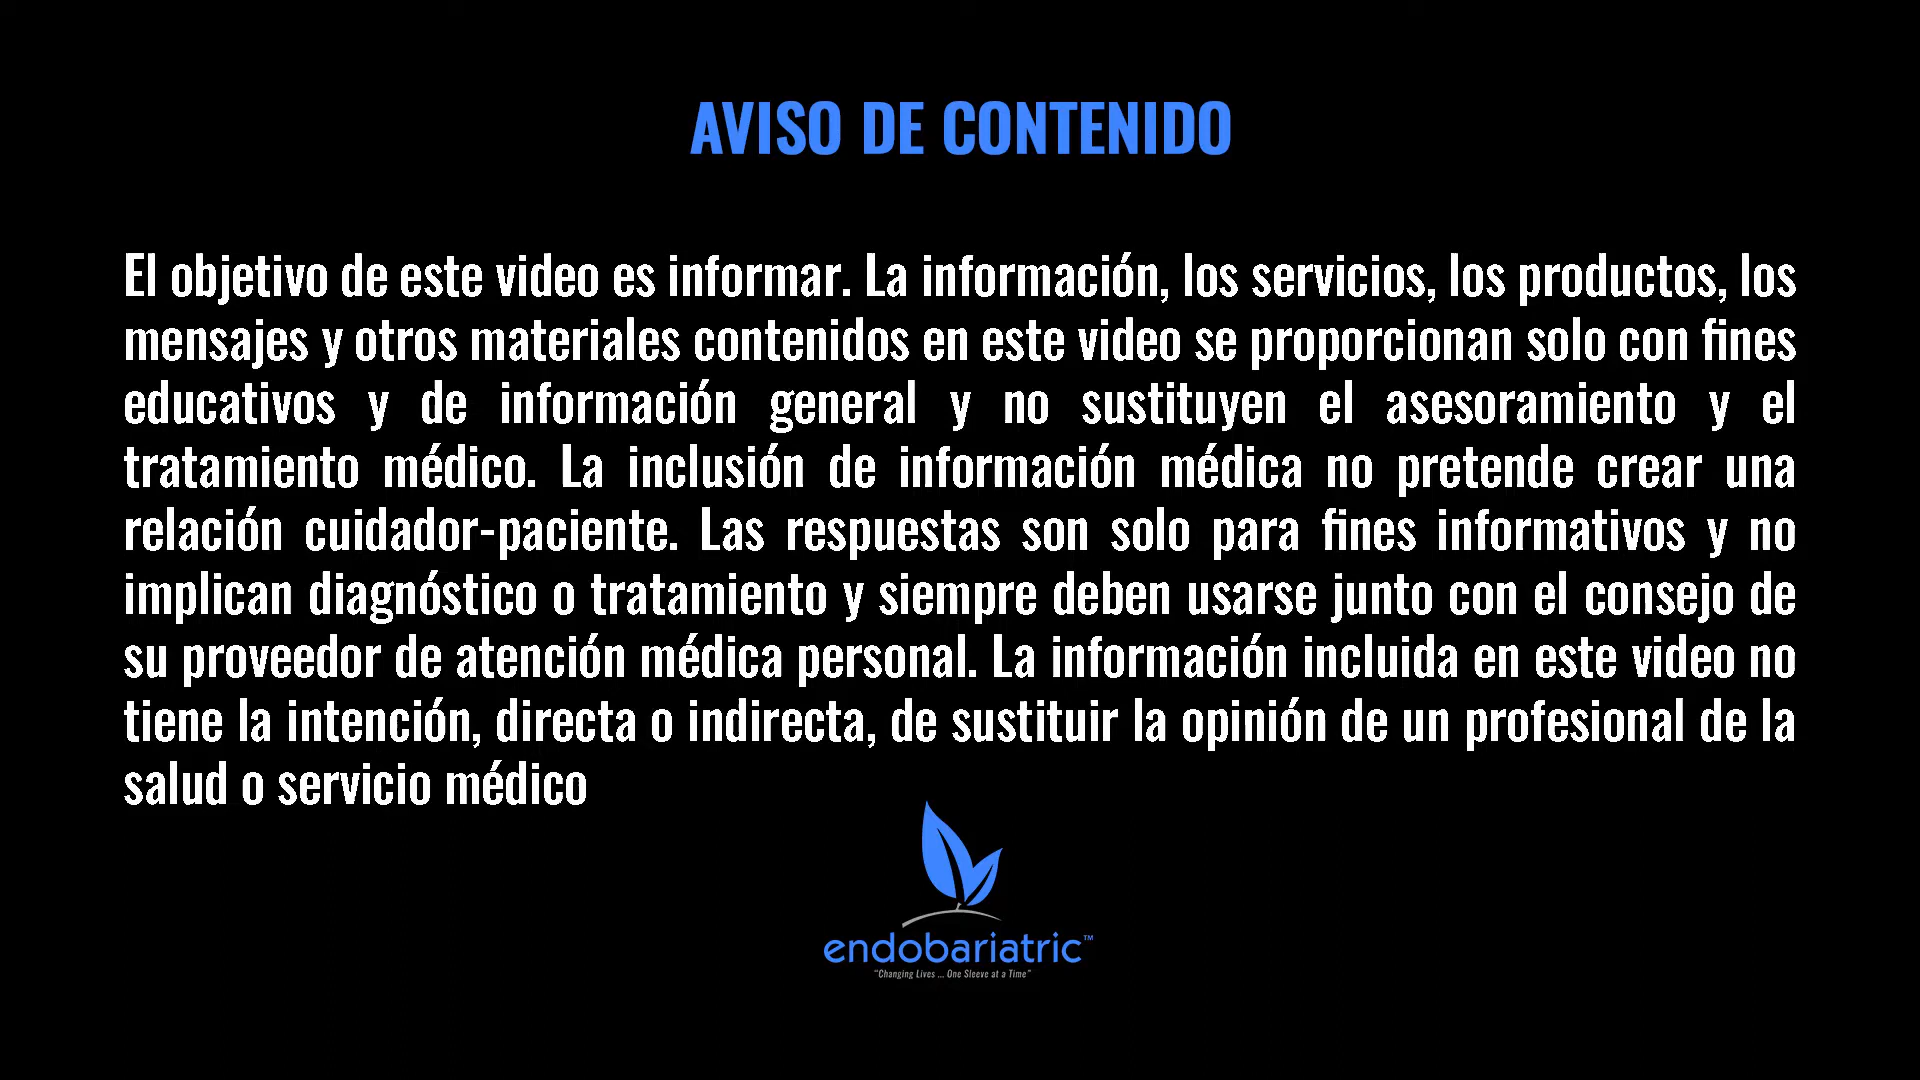 AVISO DE CONTENIDO
El objetivo de este video es informar. La información, los servicios, los productos, los
mensajes y otros materiales contenidos en este video se proporcionan solo con fines
educativos y de información general y no sustituyen el asesoramiento y el
tratamiento médico. La inclusión de información médica no pretende crear una
relación cuidador-paciente. Las respuestas son solo para fines informativos y no
implican diagnóstico o tratamiento y siempre deben usarse junto con el consejo de
su proveedor de atención médica personal. La información incluida en este video no
tiene la intención, directa o indirecta, de sustituir la opinión de un profesional de la
salud o servicio médico
endobariatric™
"Changing Lives ... One Sleeve at a Time"